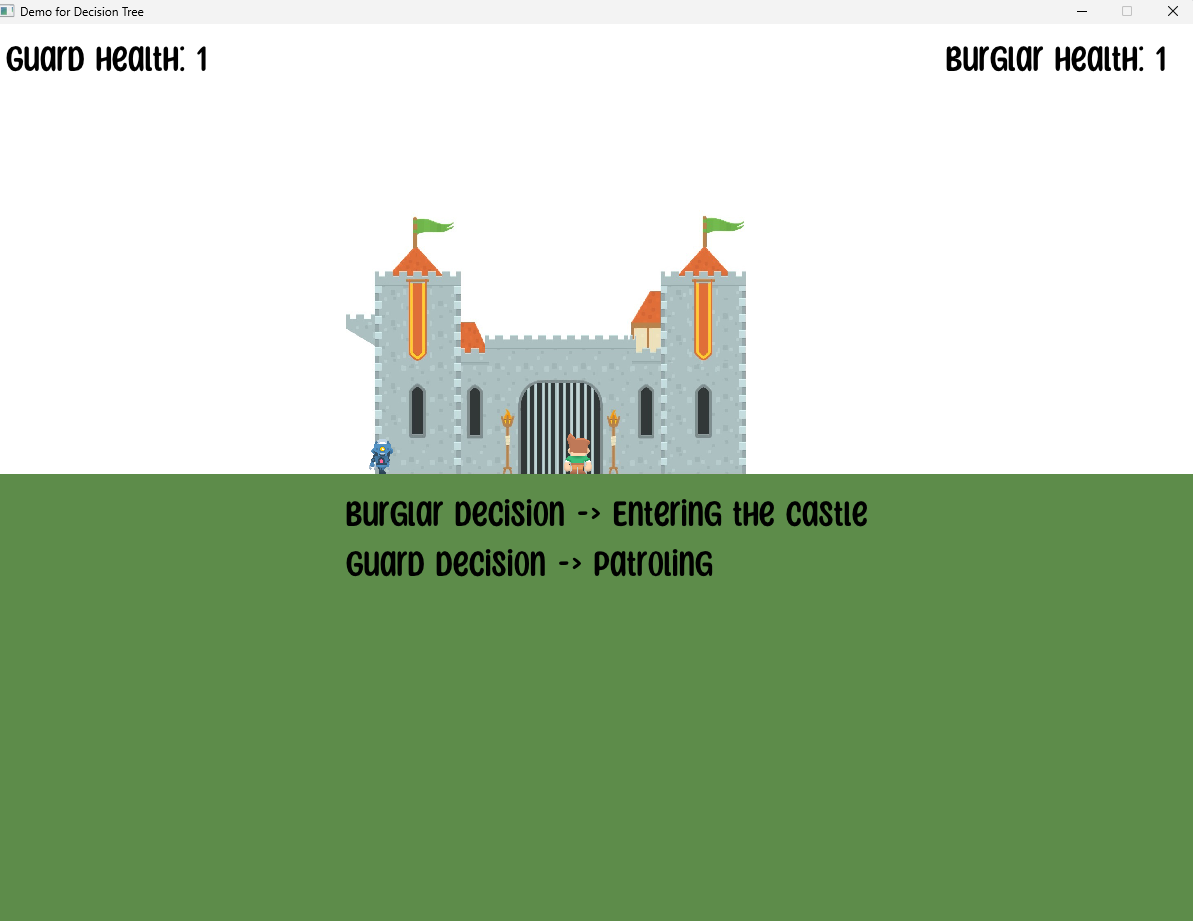 Demo for Decision Tree
Guard Health: 1
Burglar Health: 1
Burglar Decision -> Entering the castle
Guard Decision -> Patroling